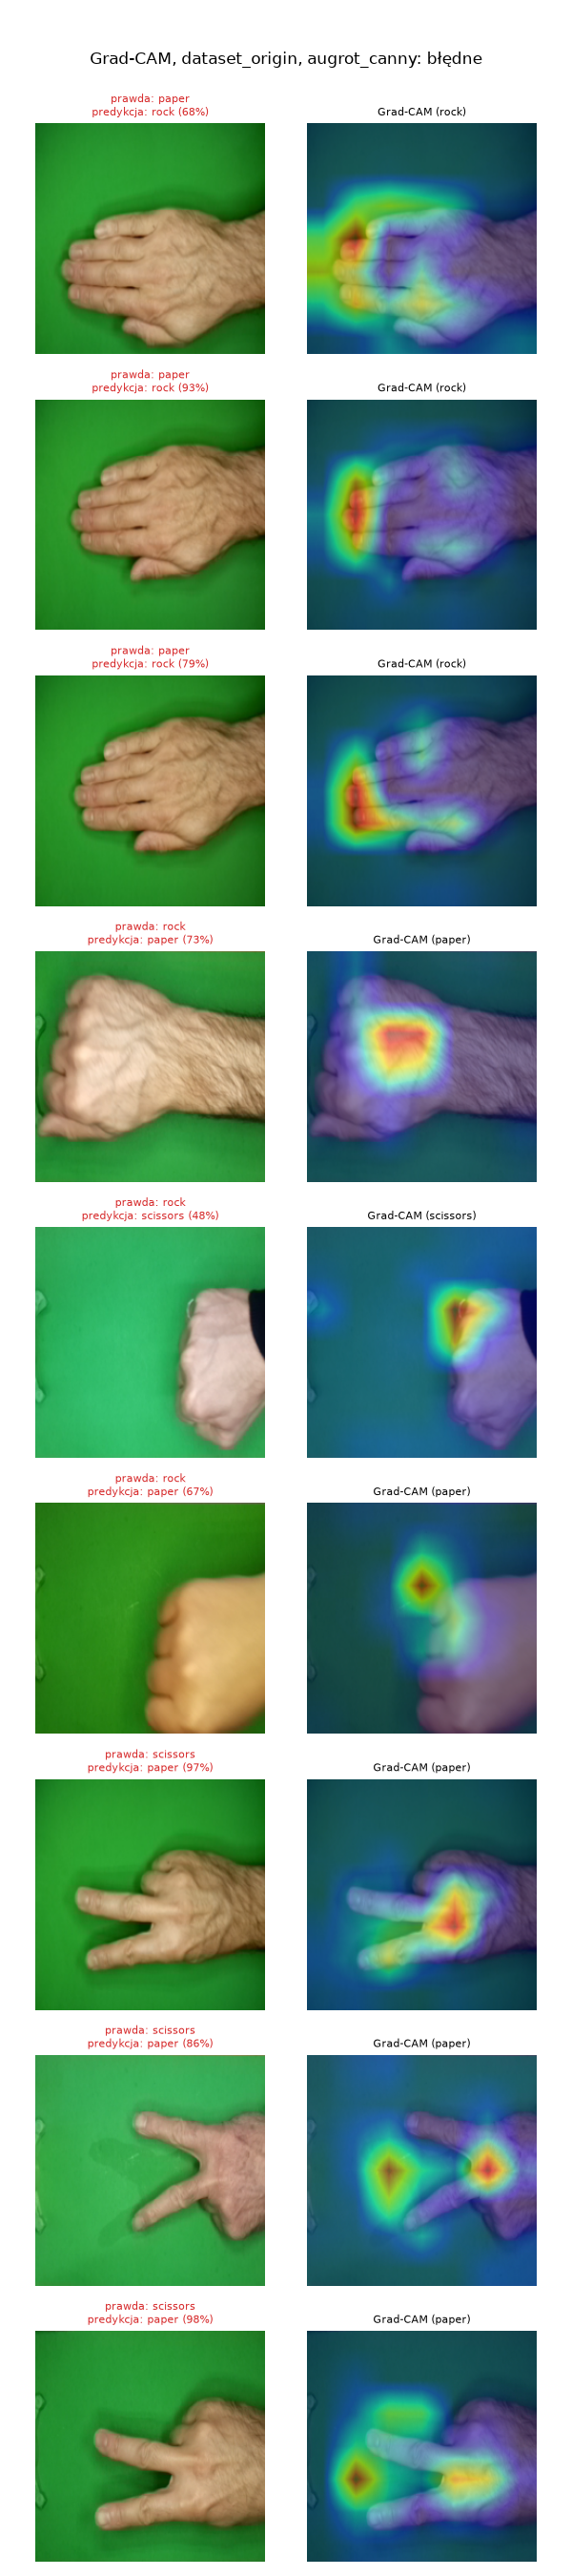 Grad-CAM, dataset_origin, augrot_canny: błędne
prawda: paper
predykcja: rock (68%)
Grad-CAM (rock)
prawda: paper
predykcja: rock (93%)
Grad-CAM (rock)
prawda: paper
predykcja: rock (79%)
Grad-CAM (rock)
prawda: rock
predykcja: paper (73%)
Grad-CAM (paper)
prawda: rock
predykcja: scissors (48%)
Grad-CAM (scissors)
prawda: rock
predykcja: paper (67%)
Grad-CAM (paper)
prawda: scissors
predykcja: paper (97%)
Grad-CAM (paper)
prawda: scissors
predykcja: paper (86%)
Grad-CAM (paper)
prawda: scissors
predykcja: paper (98%)
Grad-CAM (paper)